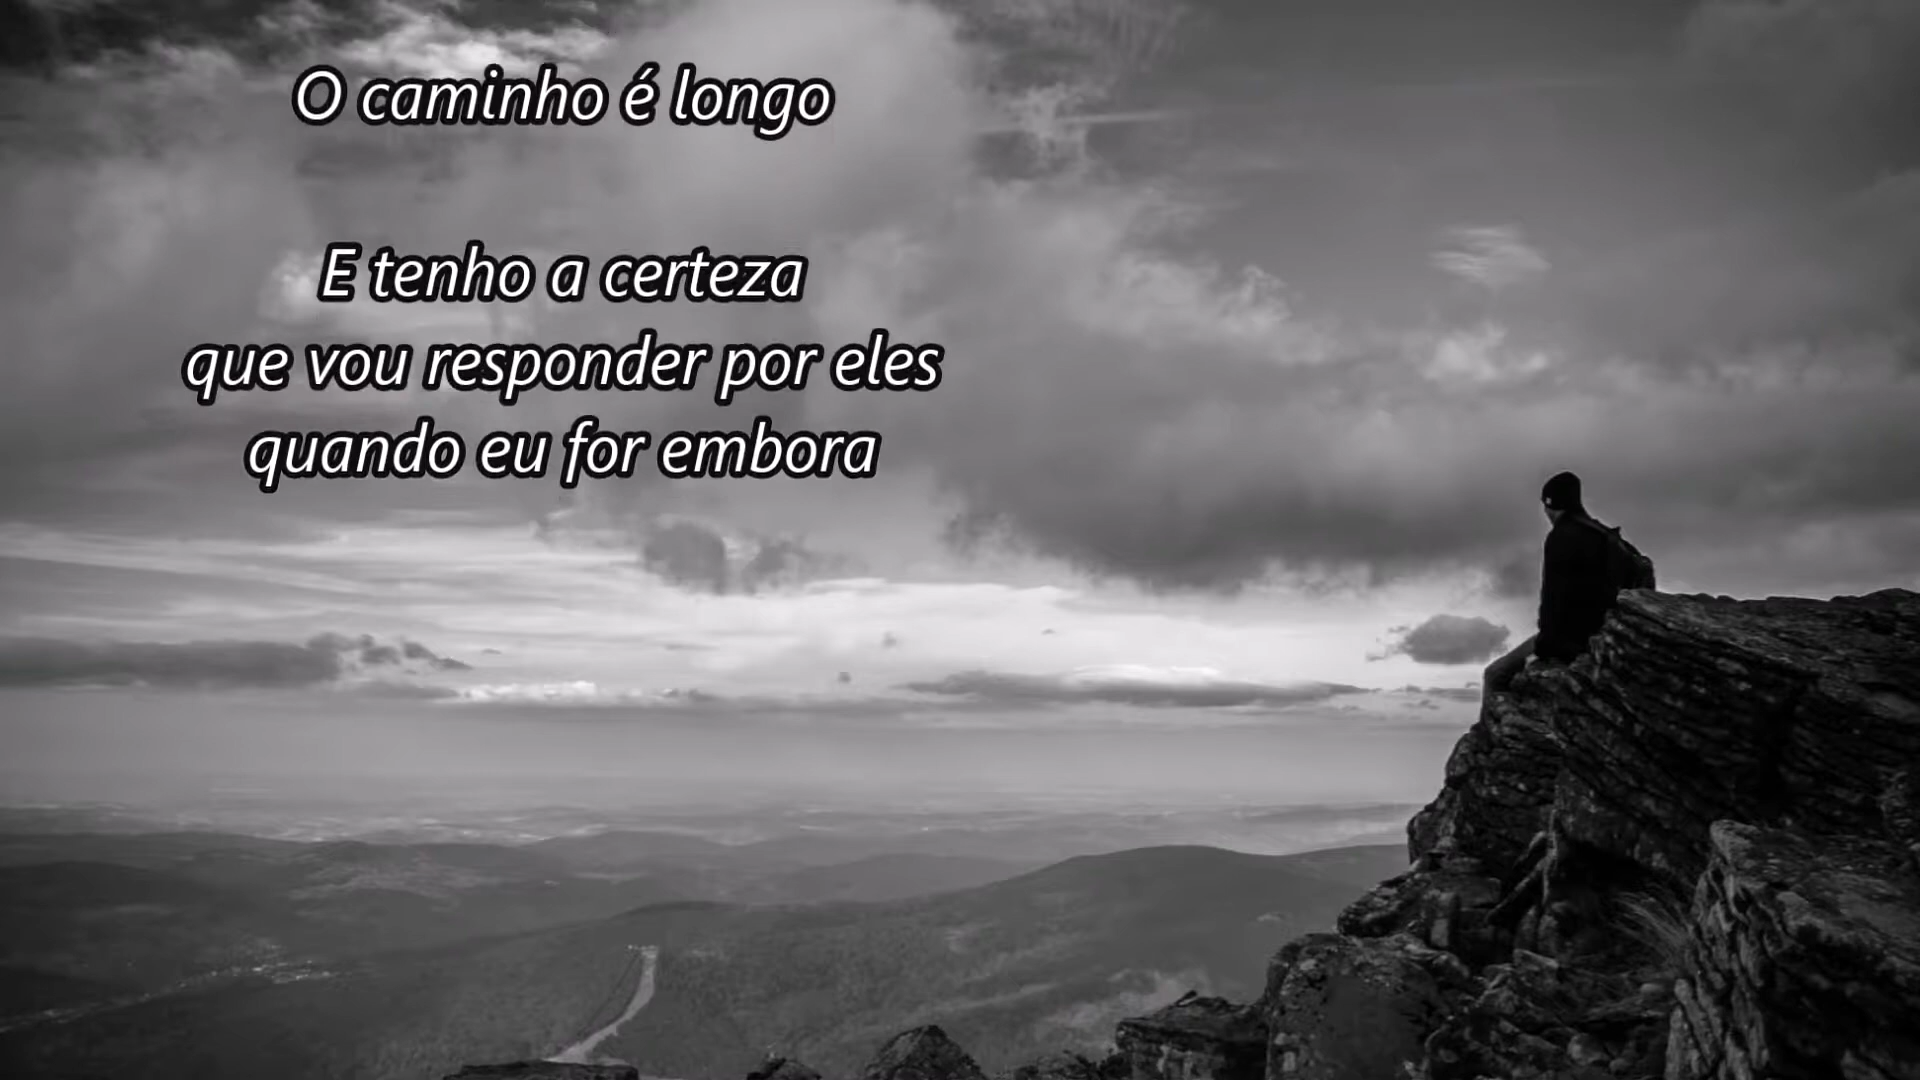 O caminho é longo
E tenho a certeza
que vou responder por eles
quando eu for embora